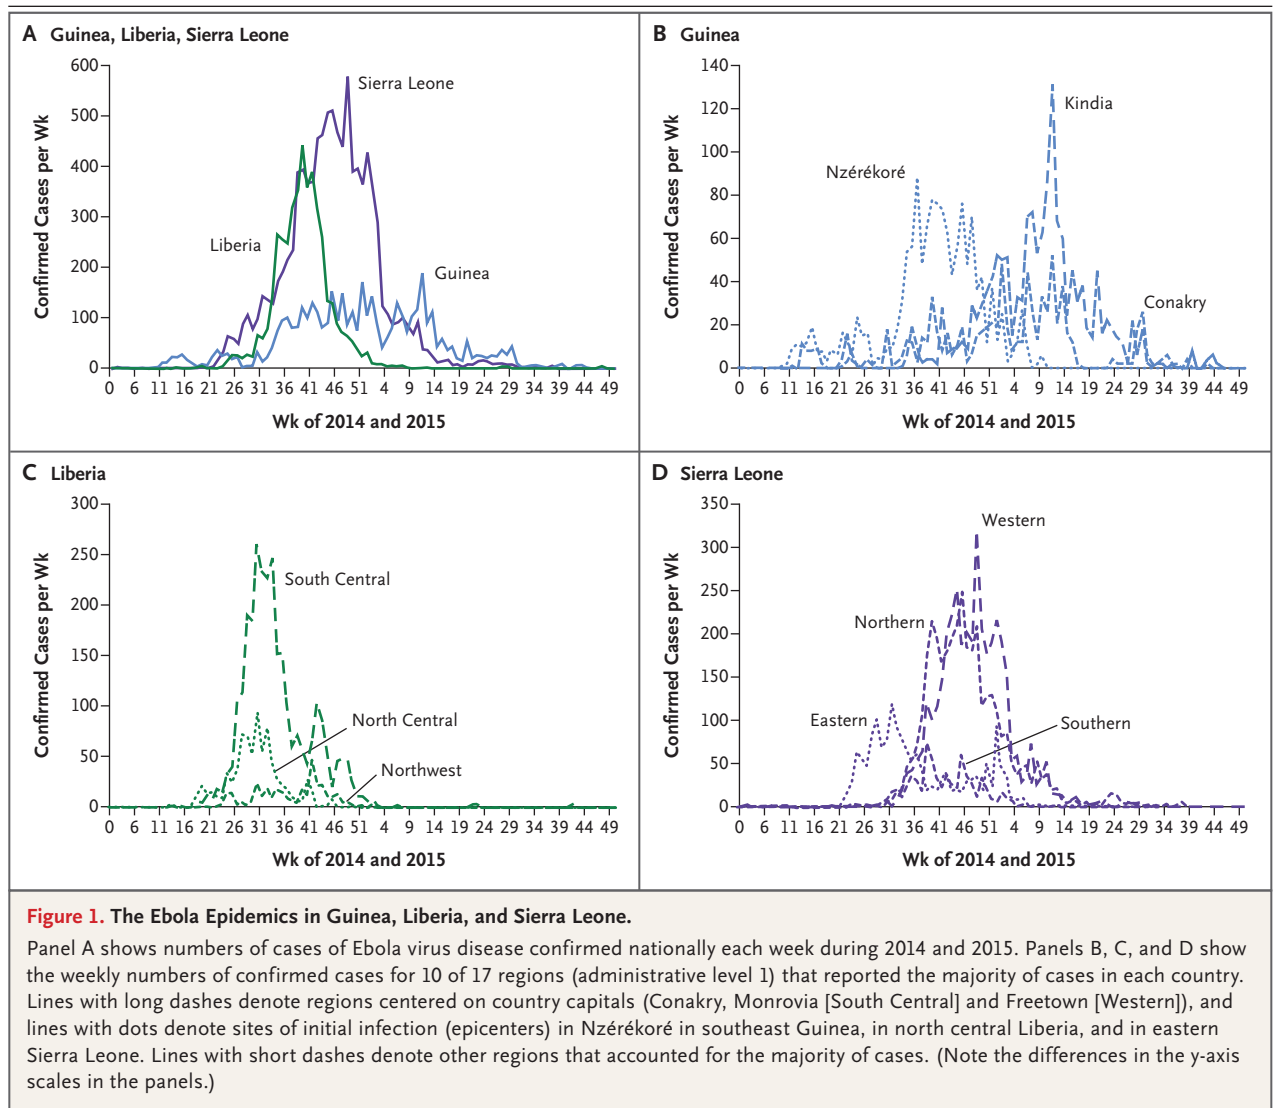 A Guinea, Liberia, Sierra Leone
Confirmed Cases per Wk
600
500
400
300
200
100
0
Sierra Leone
Liberia
Guinea
0 6 11 16 21 26 31 36 41 46 51 4 9 14 19 24 29 34 39 44 49
Wk of 2014 and 2015
B Guinea
Confirmed Cases per Wk
140
120
100
80
60
40
20
0
Kindia
Nzérékoré
Conakry
0 6 11 16 21 26 31 36 41 46 51 4 9 14 19 24 29 34 39 44 49
Wk of 2014 and 2015
C Liberia
Confirmed Cases per Wk
300
250
200
150
100
50
0
South Central
North Central
Northwest
0 6 11 16 21 26 31 36 41 46 51 4 9 14 19 24 29 34 39 44 49
Wk of 2014 and 2015
D Sierra Leone
Confirmed Cases per Wk
350
300
250
200
150
100
50
0
Western
Northern
Eastern
Southern
0 6 11 16 21 26 31 36 41 46 51 4 9 14 19 24 29 34 39 44 49
Wk of 2014 and 2015
Figure 1. The Ebola Epidemics in Guinea, Liberia, and Sierra Leone.
Panel A shows numbers of cases of Ebola virus disease confirmed nationally each week during 2014 and 2015. Panels B, C, and D show
the weekly numbers of confirmed cases for 10 of 17 regions (administrative level 1) that reported the majority of cases in each country.
Lines with long dashes denote regions centered on country capitals (Conakry, Monrovia [South Central] and Freetown [Western]), and
lines with dots denote sites of initial infection (epicenters) in Nzérékoré in southeast Guinea, in north central Liberia, and in eastern
Sierra Leone. Lines with short dashes denote other regions that accounted for the majority of cases. (Note the differences in the y-axis
scales in the panels.)